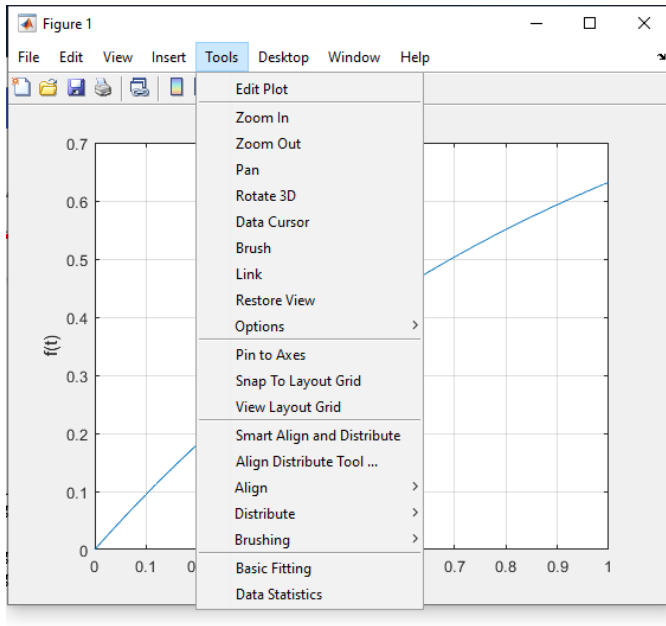 Figure 1
File Edit View Insert Tools Desktop Window Help
Edit Plot
Zoom In
Zoom Out
Pan
Rotate 3D
Data Cursor
Brush
Link
Restore View
Options
Pin to Axes
Snap To Layout Grid
View Layout Grid
Smart Align and Distribute
Align Distribute Tool ...
Align
Distribute
Brushing
Basic Fitting
Data Statistics
0.7
0.6
0.5
0.4
0.3
0.2
0.1
0
f(t)
0 0.1 0.7 0.8 0.9 1